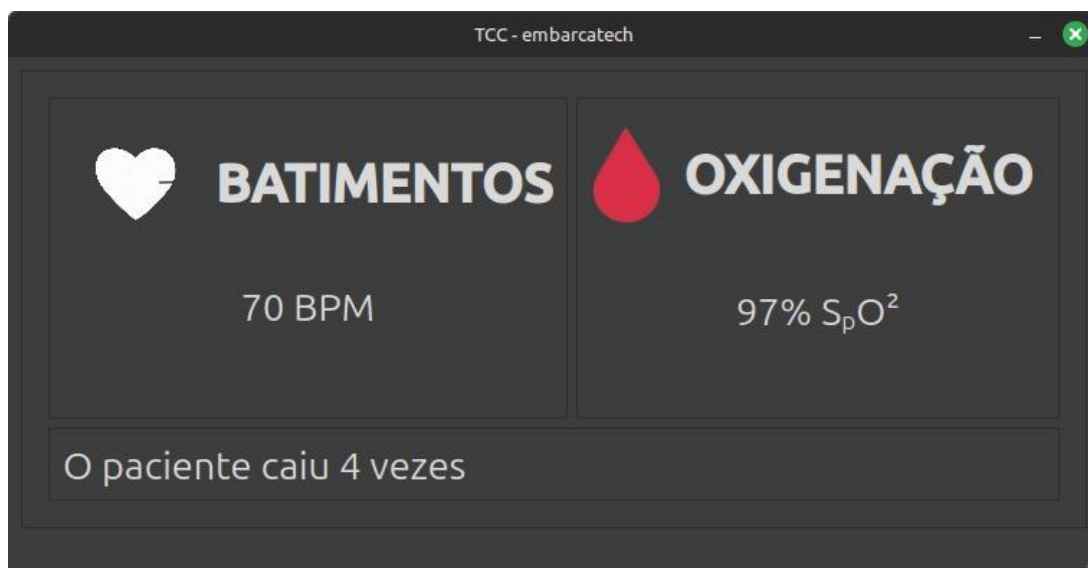 TCC - embarcatech
BATIMENTOS
70 BPM
OXIGENAÇÃO
97% SₚO²
O paciente caiu 4 vezes